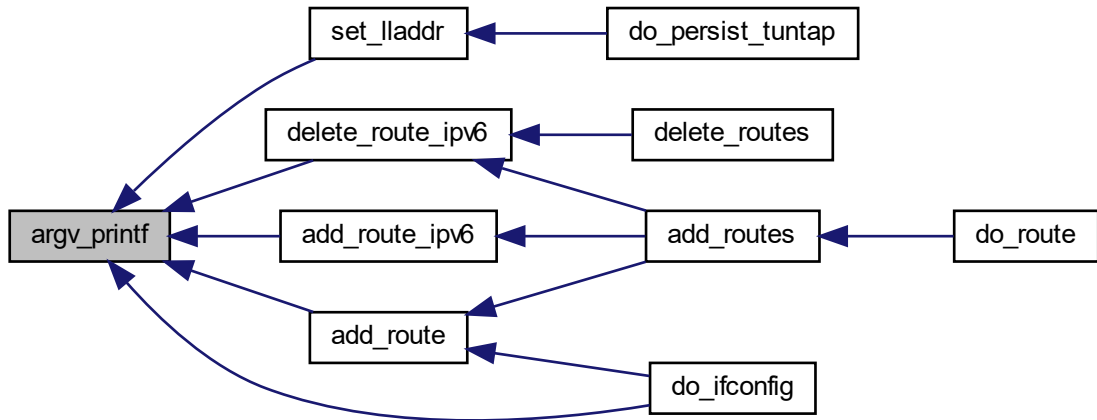 set_lladdr
do_persist_tuntap
delete_route_ipv6
delete_routes
argv_printf
add_route_ipv6
add_routes
do_route
add_route
do_ifconfig